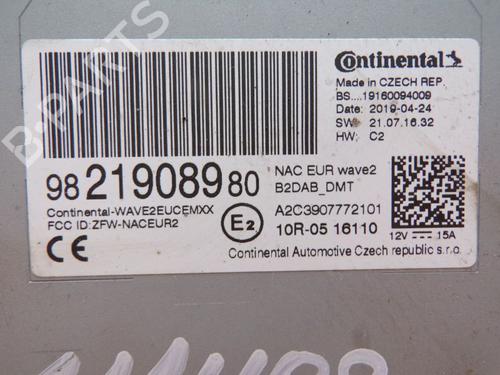 Continental
Made in CZECH REP.
BS....19160094009
Date: 2019-04-24
SW: 21.07.16.32
HW: C2
98 219089 80
NAC EUR wave2
B2DAB_DMT
Continental-WAVE2EUCEMXX
FCC ID:ZFW-NACEUR2
E2
A2C3907772101
10R-05 16110
12V 15A
CE
Continental Automotive Czech republic s.r.o.
B-PARTS